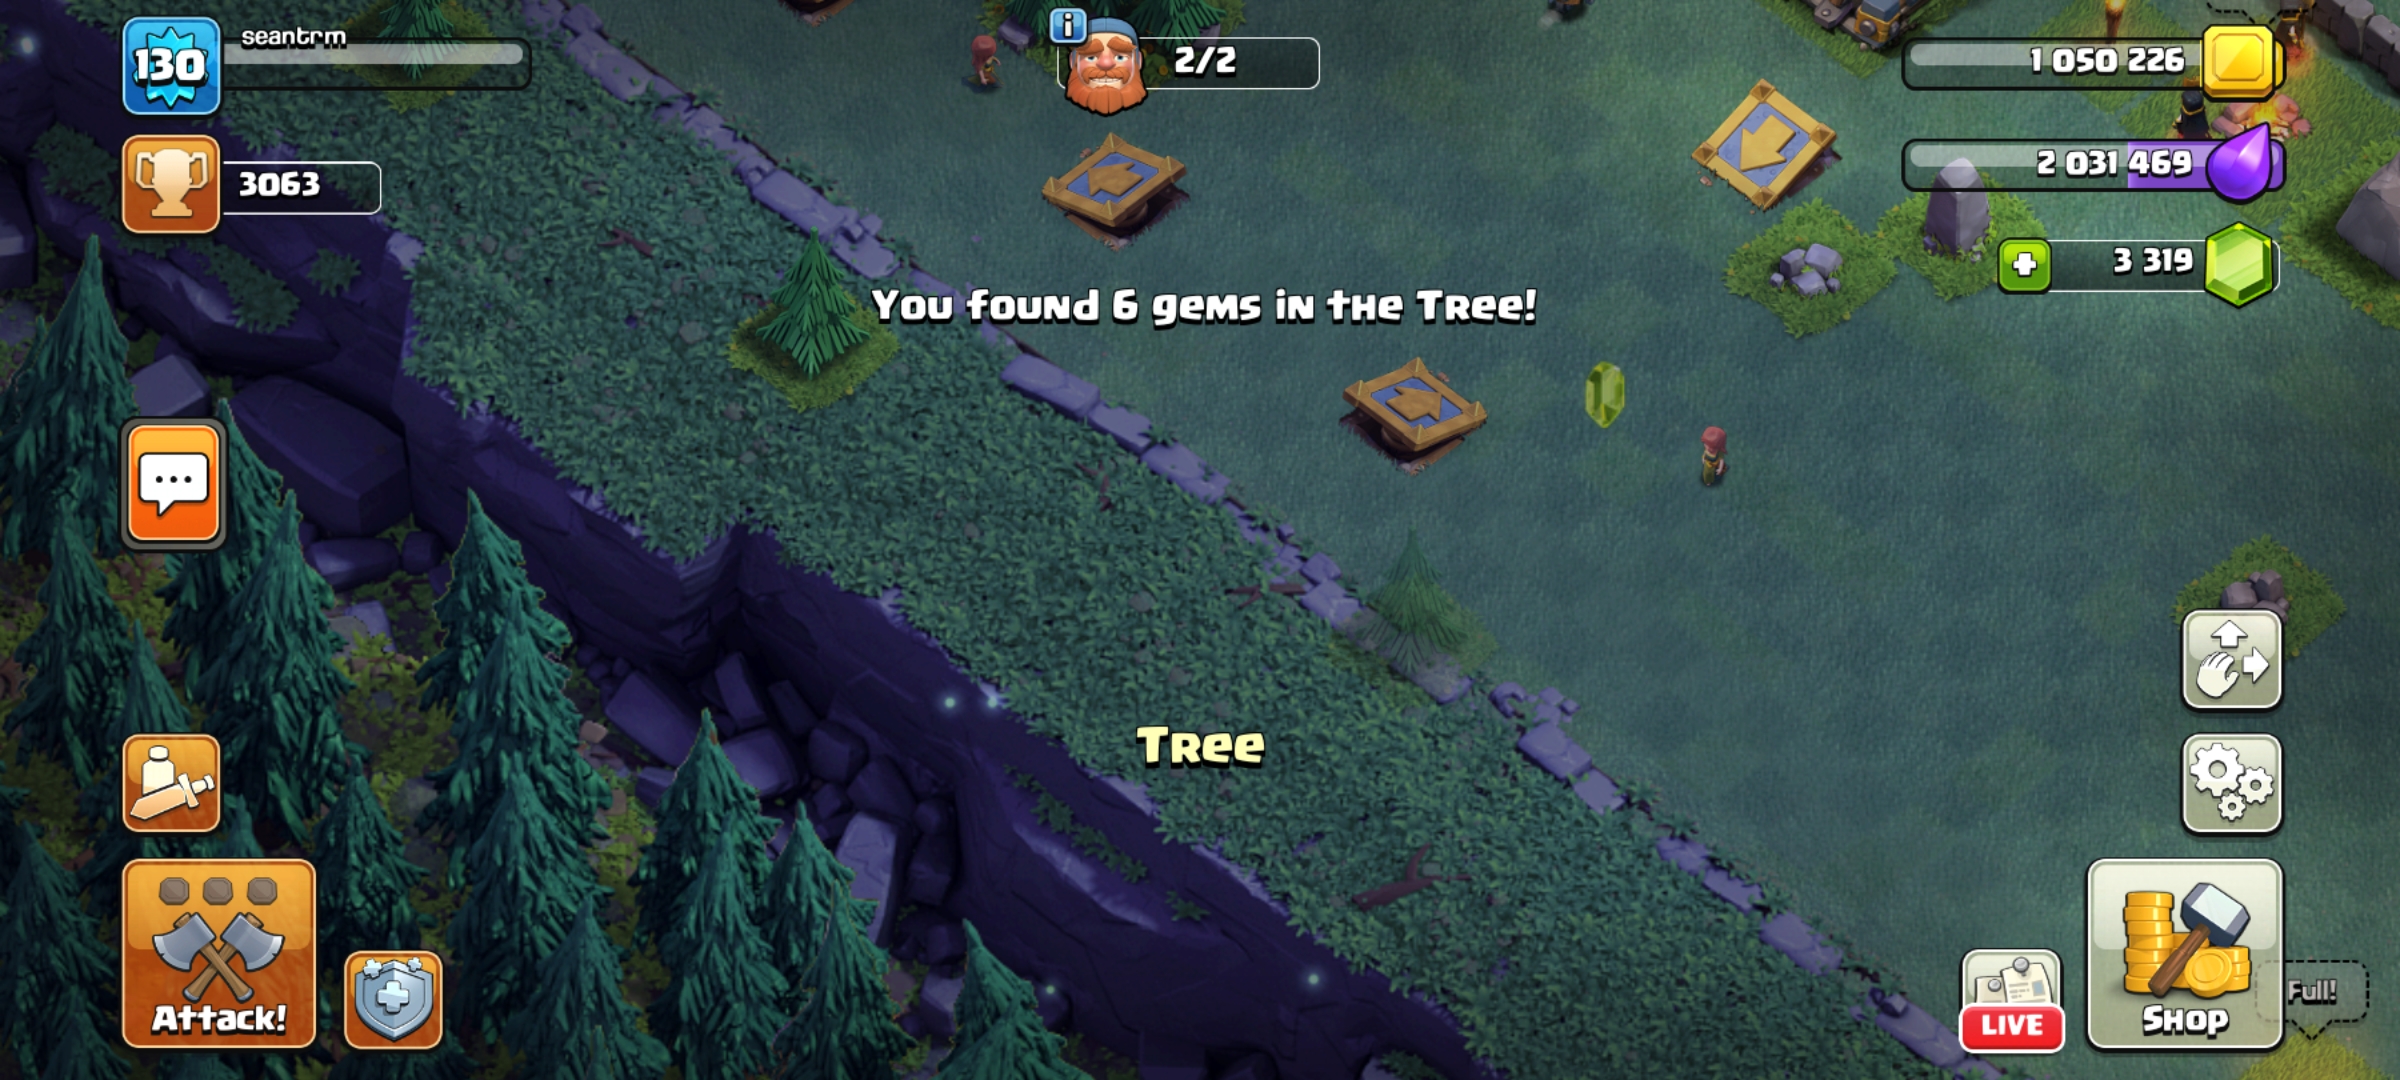 130
seantrm
2/2
1 050 226
3063
2 031 469
3 319
You found 6 gems in the Tree!
Tree
Attack!
LIVE
Shop
Full!